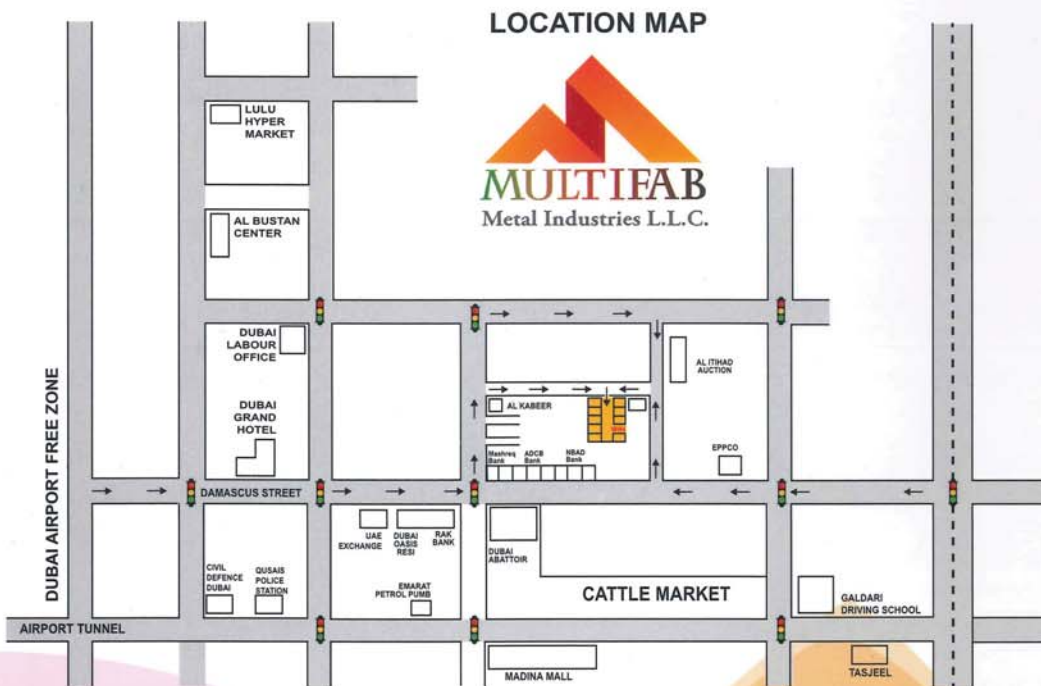 LOCATION MAP
MULTIFAB
Metal Industries L.L.C.
LULU
HYPER
MARKET
AL BUSTAN
CENTER
DUBAI
LABOUR
OFFICE
DUBAI
GRAND
HOTEL
AL ITIHAD
AUCTION
AL KABEER
EPPCO
Mashreq
Bank
ADCB
Bank
NBAD
Bank
DUBAI AIRPORT FREE ZONE
DAMASCUS STREET
UAE
EXCHANGE
DUBAI
OASIS
RESI
RAK
BANK
DUBAI
ABATTOIR
CIVIL
DEFENCE
DUBAI
QUSAIS
POLICE
STATION
EMARAT
PETROL PUMB
CATTLE MARKET
GALDARI
DRIVING SCHOOL
AIRPORT TUNNEL
MADINA MALL
TASJEEL